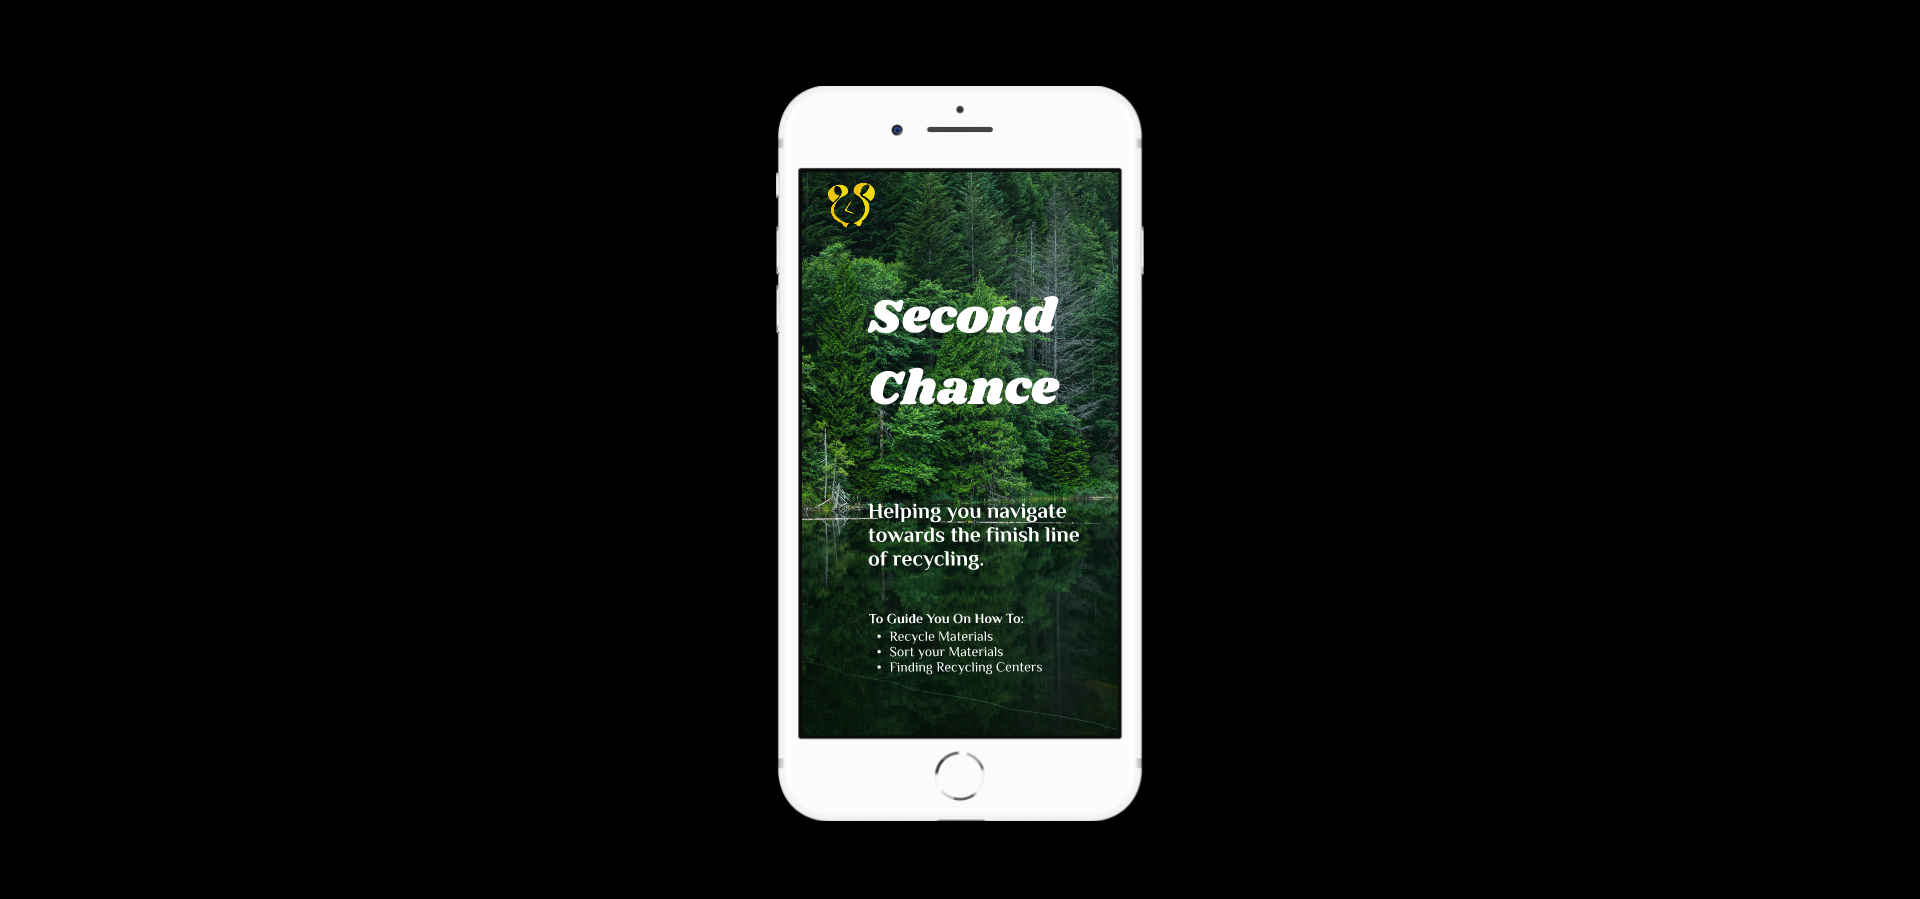 Second
Chance
Helping you navigate
towards the finish line
of recycling.
To Guide You On How To:
• Recycle Materials
• Sort your Materials
• Finding Recycling Centers